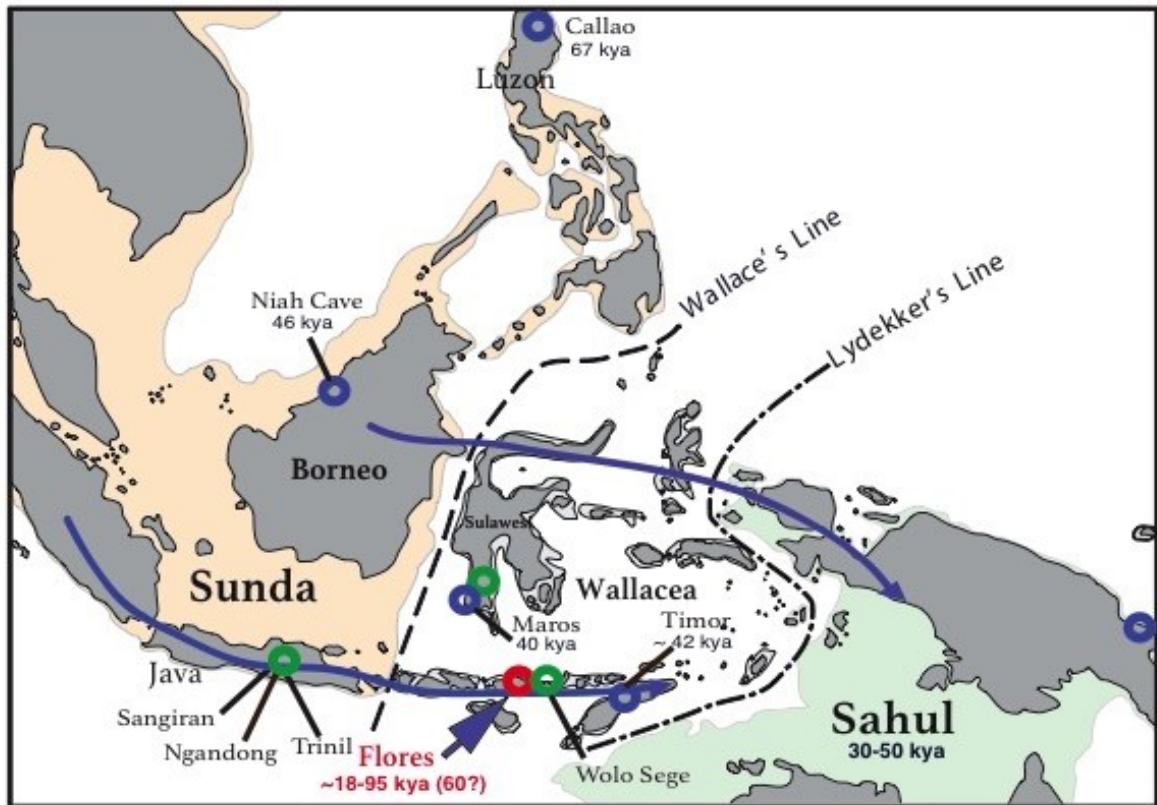 Callao
67 kya
Luzon
Wallace's Line
Lydekker's Line
Niah Cave
46 kya
Borneo
Sulawes
Sunda
Wallacea
Maros
40 kya
Timor
~ 42 kya
Java
Sangiran
Ngandong
Trinil
Flores
~18-95 kya (60?)
Wolo Sege
Sahul
30-50 kya